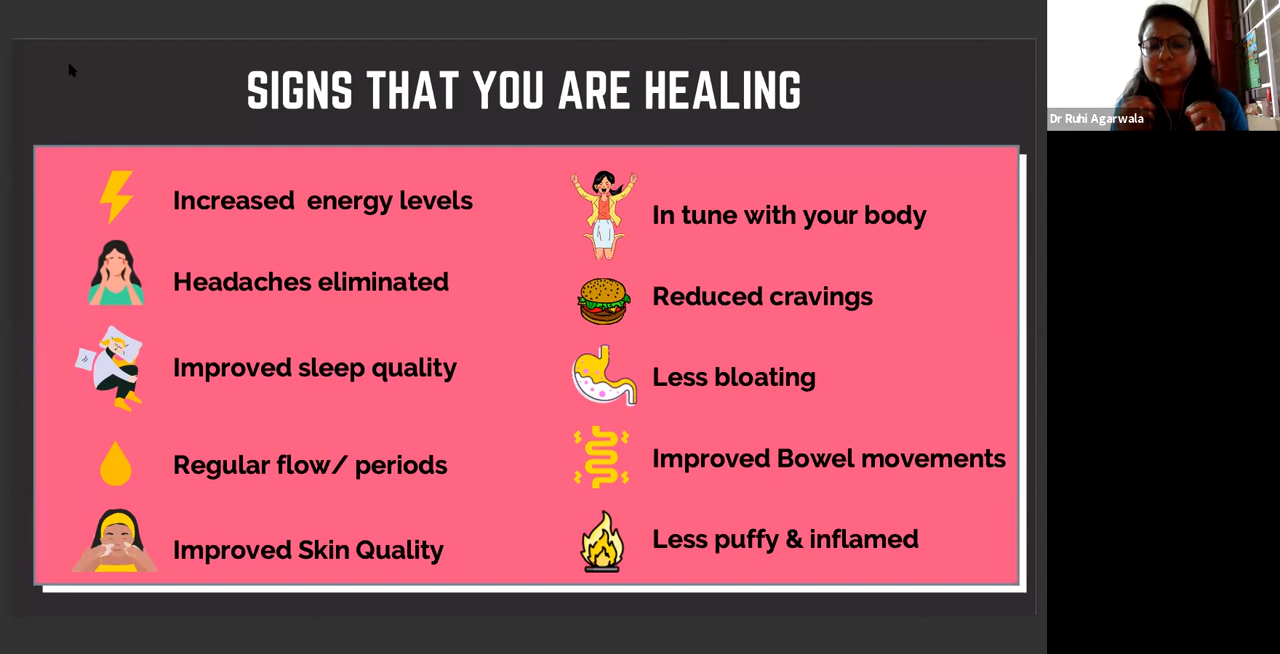 SIGNS THAT YOU ARE HEALING
Increased energy levels
Headaches eliminated
Improved sleep quality
Regular flow/ periods
Improved Skin Quality
In tune with your body
Reduced cravings
Less bloating
Improved Bowel movements
Less puffy & inflamed
Dr Ruhi Agarwala